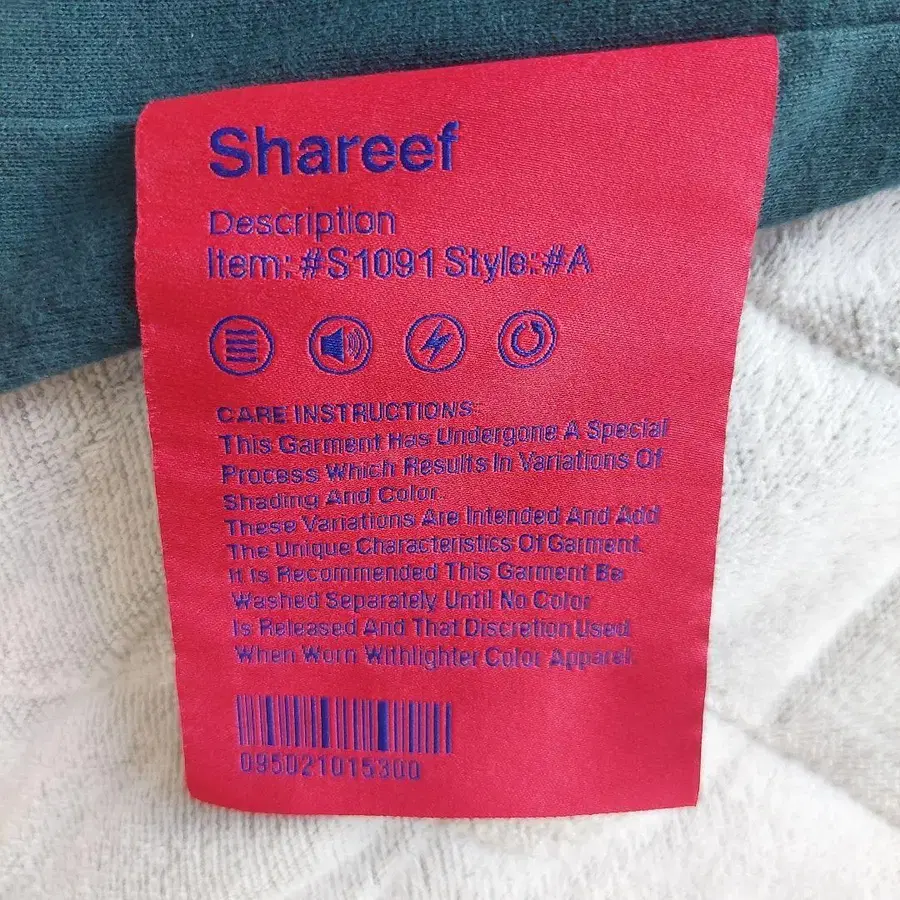 Shareef
Description
Item: #S1091 Style: #A
CARE INSTRUCTIONS:
This Garment Has Undergone A Special
Process Which Results In Variations Of
Shading And Color.
These Variations Are Intended And Add
The Unique Characteristics Of Garment.
It Is Recommended This Garment Be
Washed Separately Until No Color
Is Released And That Discretion Used
When Worn Withlighter Color Apparel.
095021015300